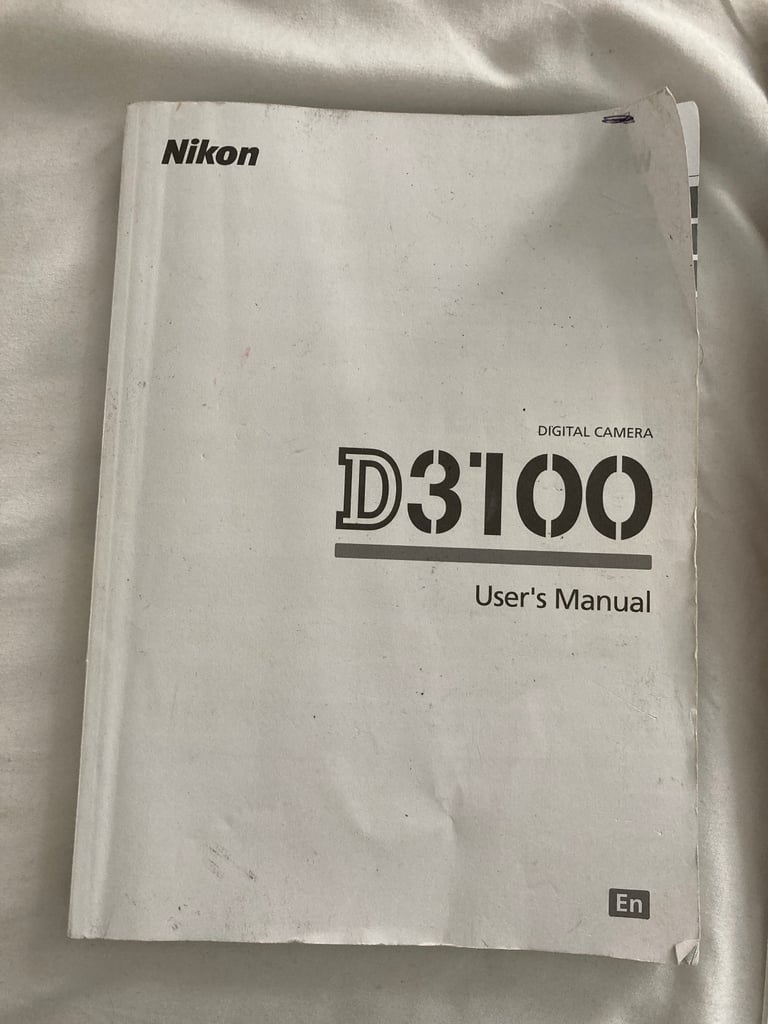 Nikon
DIGITAL CAMERA
D3100
User's Manual
En